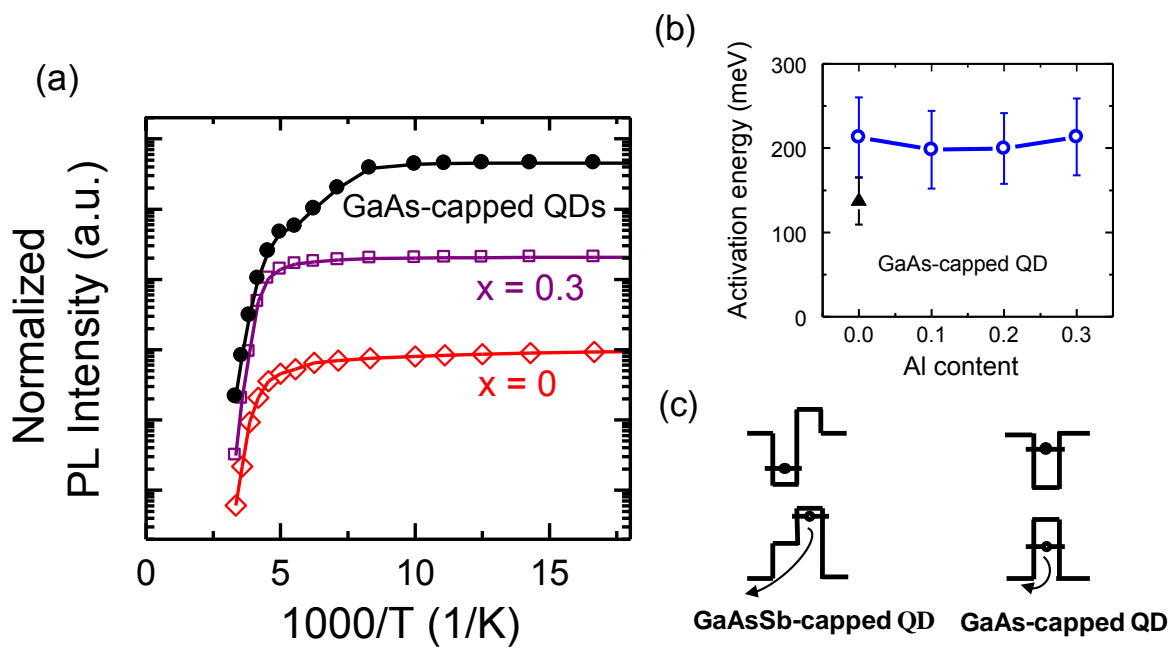 (a)
Normalized
PL Intensity (a.u.)
GaAs-capped QDs
x = 0.3
x = 0
0
5
10
15
1000/T (1/K)
(b)
Activation energy (meV)
300
200
100
0
GaAs-capped QD
0.0
0.1
0.2
0.3
Al content
(c)
GaAsSb-capped QD
GaAs-capped QD